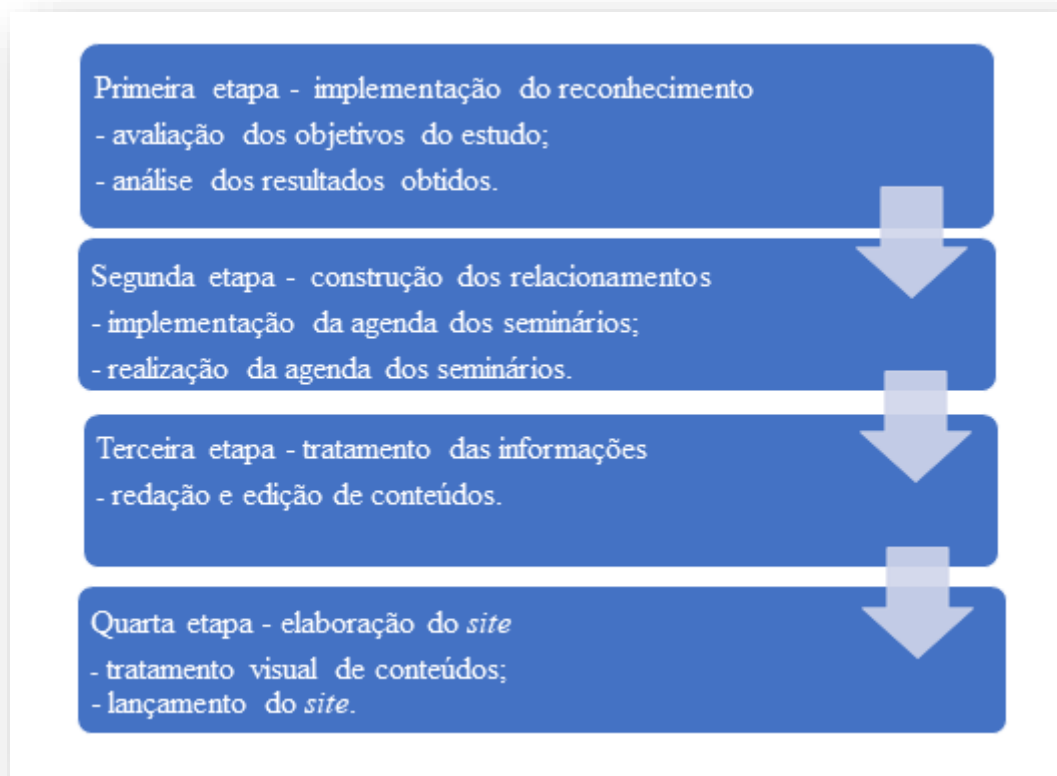 Primeira etapa - implementação do reconhecimento
- avaliação dos objetivos do estudo;
- análise dos resultados obtidos.
Segunda etapa - construção dos relacionamentos
- implementação da agenda dos seminários;
- realização da agenda dos seminários.
Terceira etapa - tratamento das informações
- redação e edição de conteúdos.
Quarta etapa - elaboração do site
- tratamento visual de conteúdos;
- lançamento do site.